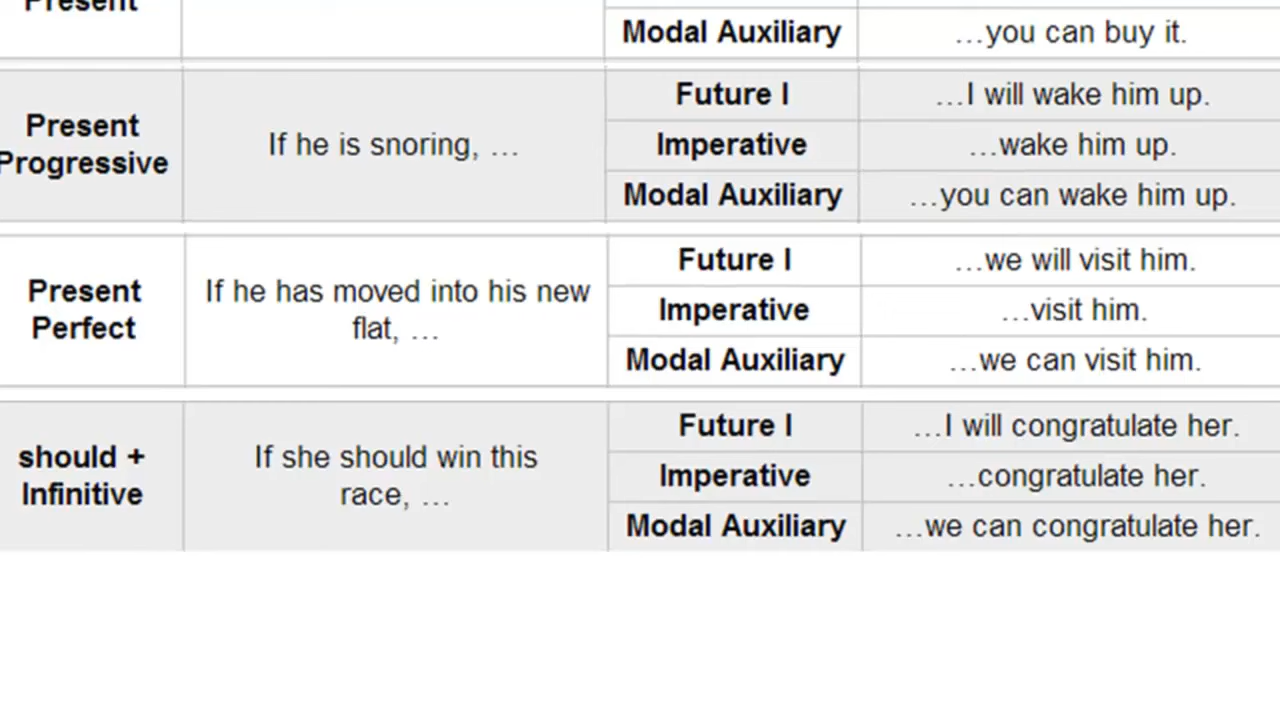 Present
Modal Auxiliary
…you can buy it.
Present
Progressive
If he is snoring, …
Future I
…I will wake him up.
Imperative
…wake him up.
Modal Auxiliary
…you can wake him up.
Present
Perfect
If he has moved into his new
flat, …
Future I
…we will visit him.
Imperative
…visit him.
Modal Auxiliary
…we can visit him.
should +
Infinitive
If she should win this
race, …
Future I
…I will congratulate her.
Imperative
…congratulate her.
Modal Auxiliary
…we can congratulate her.